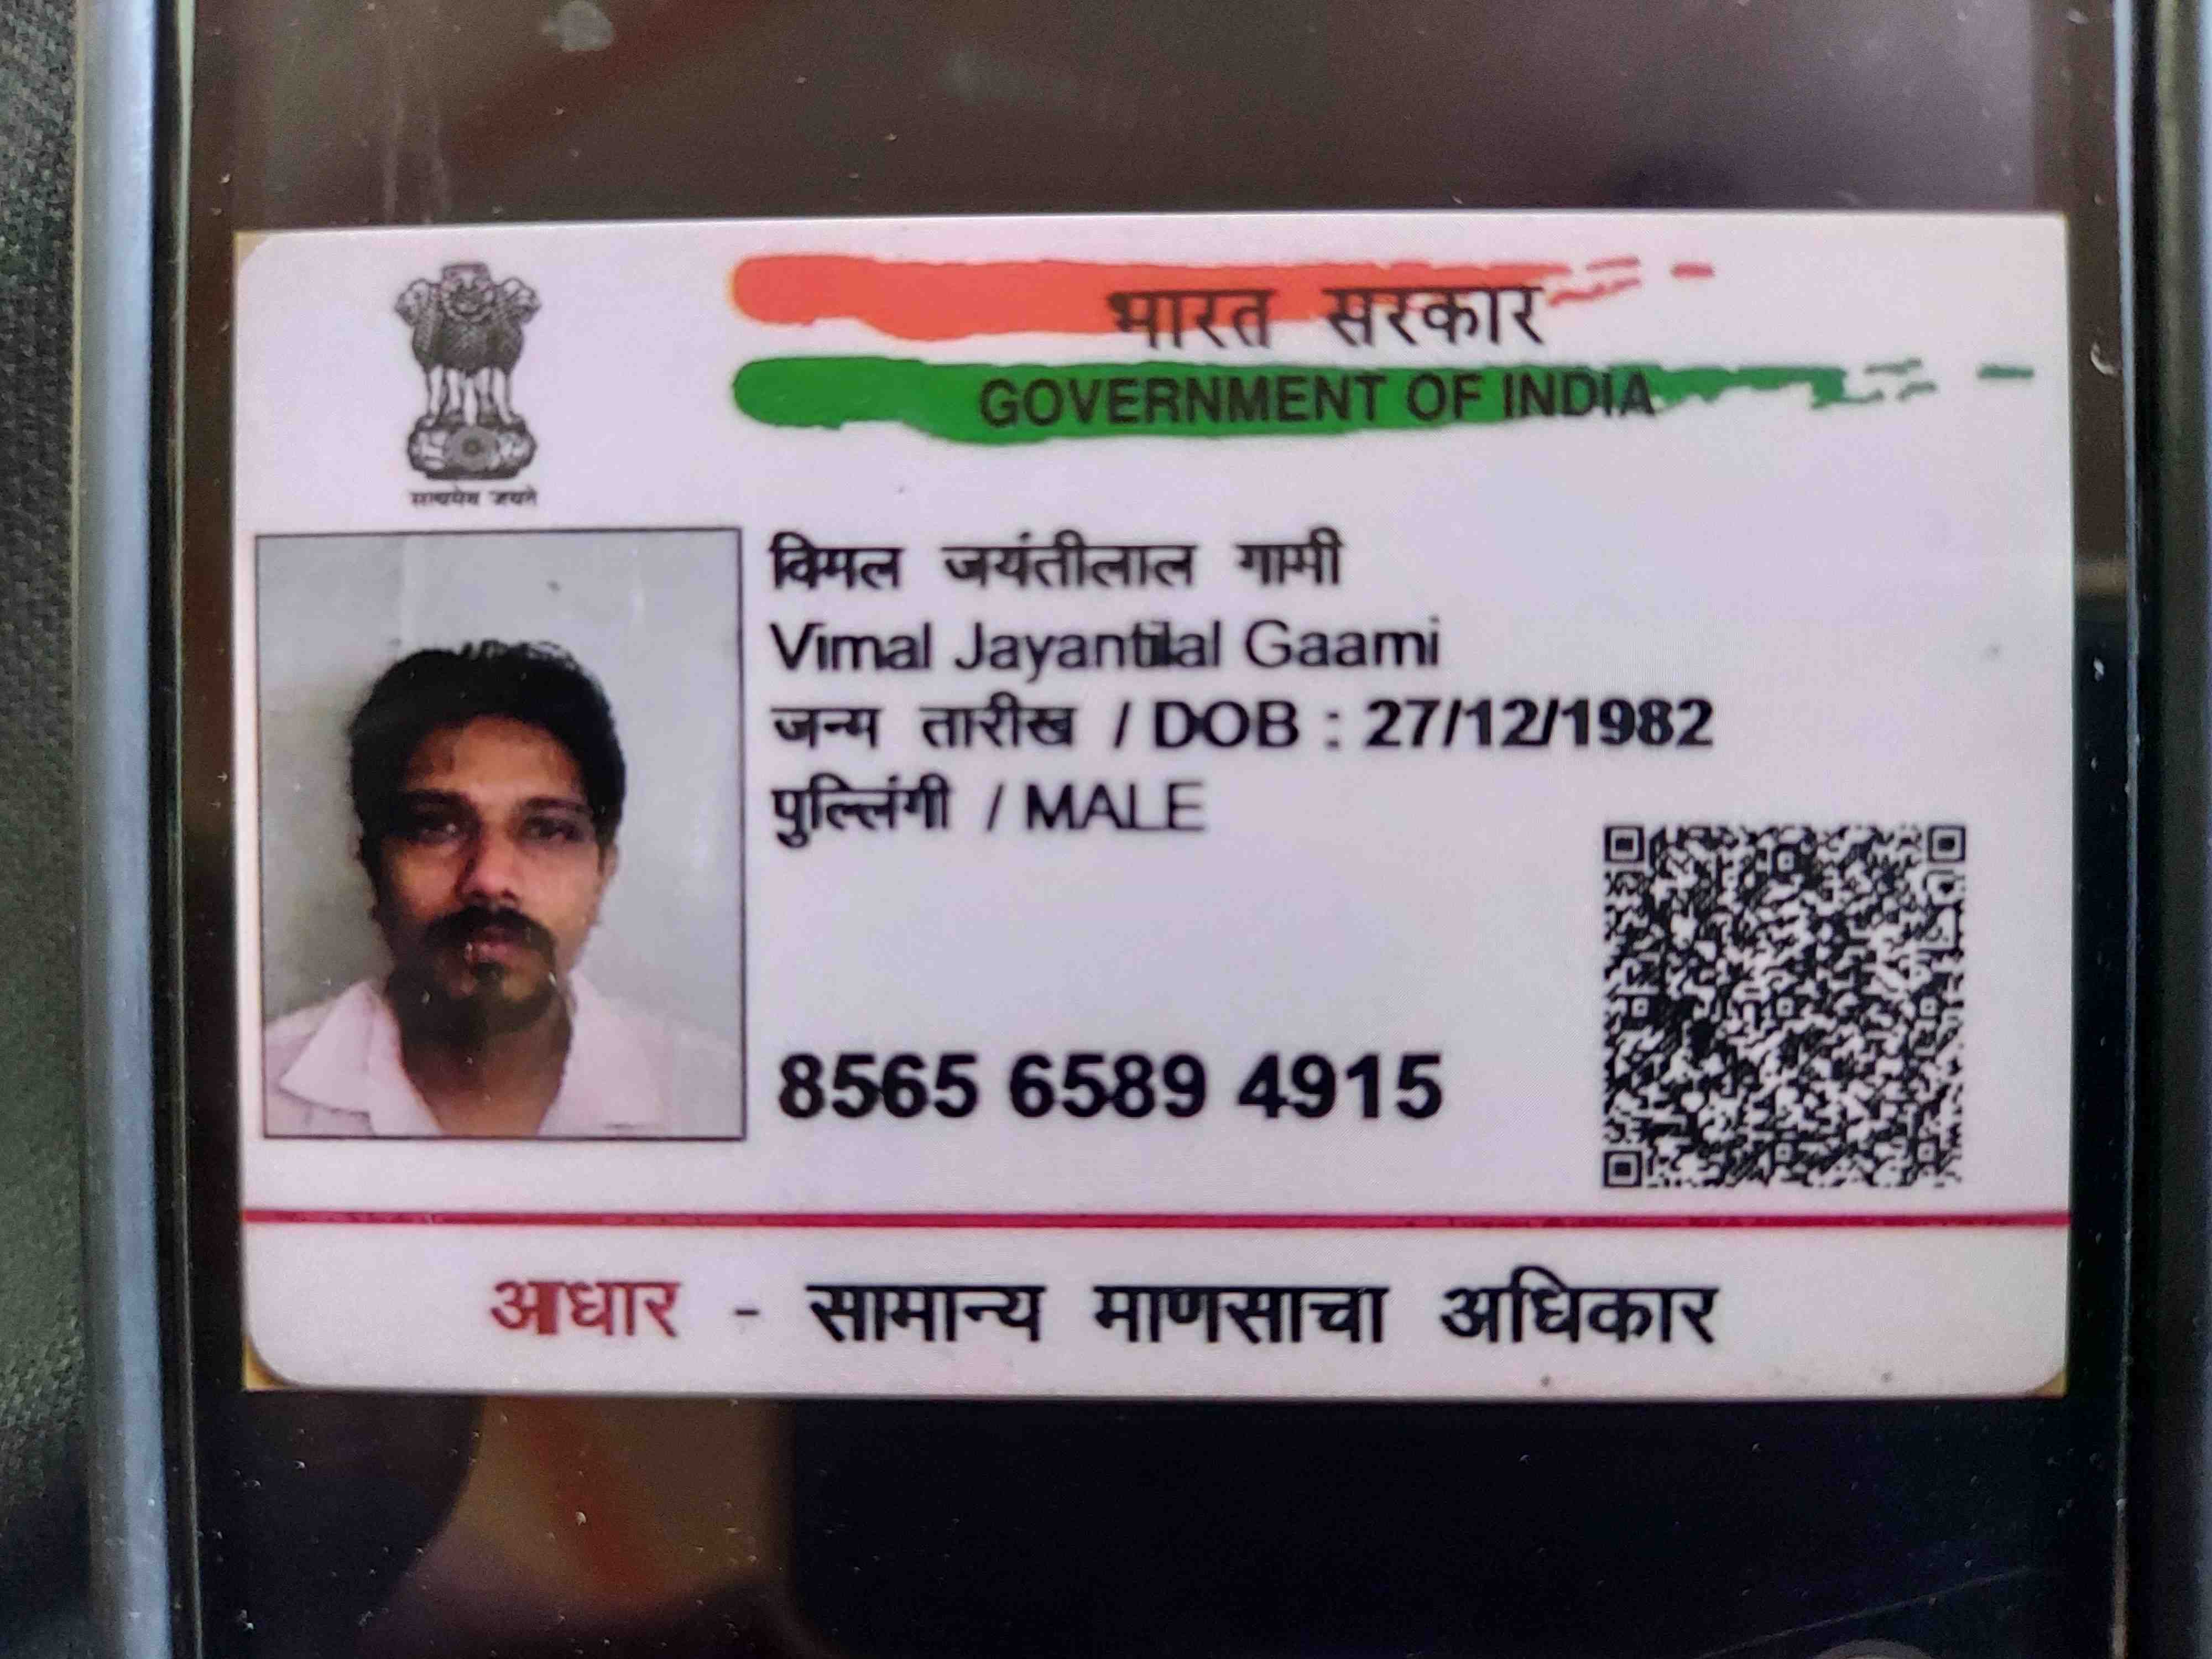 भारत सरकार
GOVERNMENT OF INDIA
सत्यमेव जयते
विमल जयंतीलाल गामी
Vimal Jayantilal Gaami
जन्म तारीख / DOB : 27/12/1982
पुल्लिंगी / MALE
8565 6589 4915
आधार - सामान्य माणसाचा अधिकार